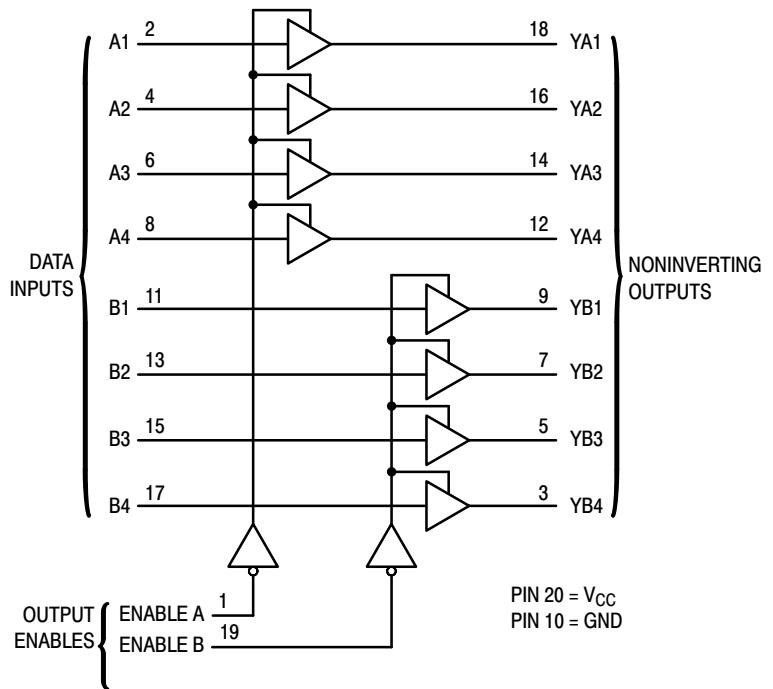 A1 2 18 YA1
A2 4 16 YA2
A3 6 14 YA3
A4 8 12 YA4
DATA
INPUTS
NONINVERTING
OUTPUTS
B1 11 9 YB1
B2 13 7 YB2
B3 15 5 YB3
B4 17 3 YB4
OUTPUT
ENABLES
ENABLE A 1
ENABLE B 19
PIN 20 = VCC
PIN 10 = GND